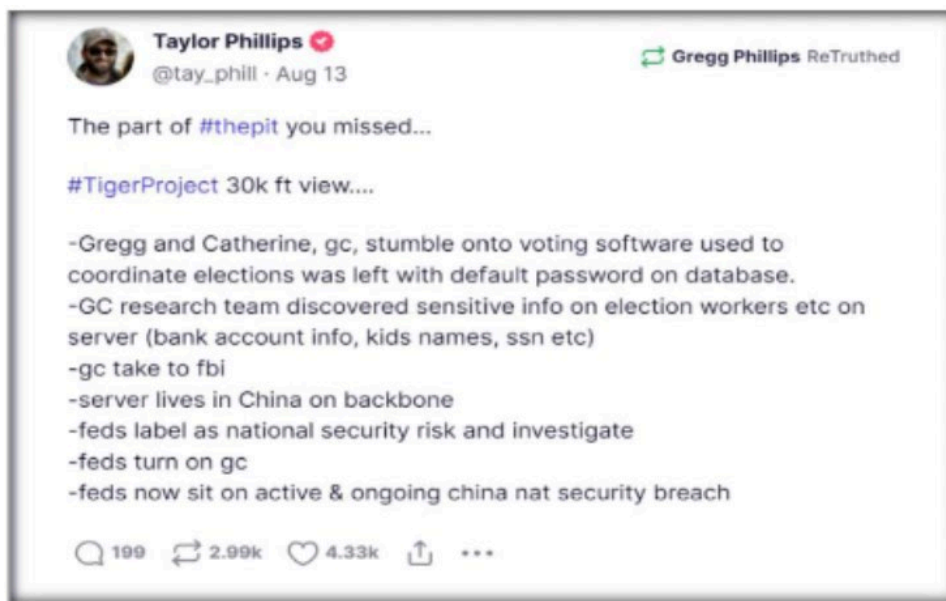 Taylor Phillips
Gregg Phillips ReTruthed
@tay_phill · Aug 13
The part of #thepit you missed...
#TigerProject 30k ft view....
-Gregg and Catherine, gc, stumble onto voting software used to
coordinate elections was left with default password on database.
-GC research team discovered sensitive info on election workers etc on
server (bank account info, kids names, ssn etc)
-gc take to fbi
-server lives in China on backbone
-feds label as national security risk and investigate
-feds turn on gc
-feds now sit on active & ongoing china nat security breach
199 2.99k 4.33k